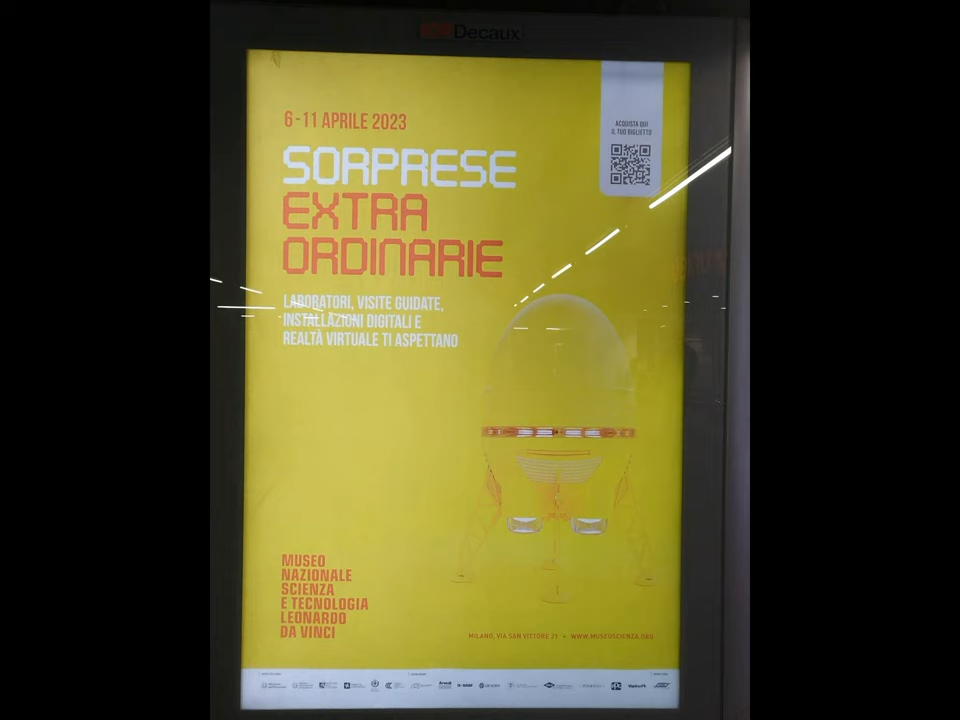 JCDecaux
6-11 APRILE 2023
ACQUISTA QUI
IL TUO BIGLIETTO
SORPRESE
EXTRA
ORDINARIE
LABORATORI, VISITE GUIDATE,
INSTALLAZIONI DIGITALI E
REALTÀ VIRTUALE TI ASPETTANO
MUSEO
NAZIONALE
SCIENZA
E TECNOLOGIA
LEONARDO
DA VINCI
MILANO, VIA SAN VITTORE 21 • WWW.MUSEOSCIENZA.ORG